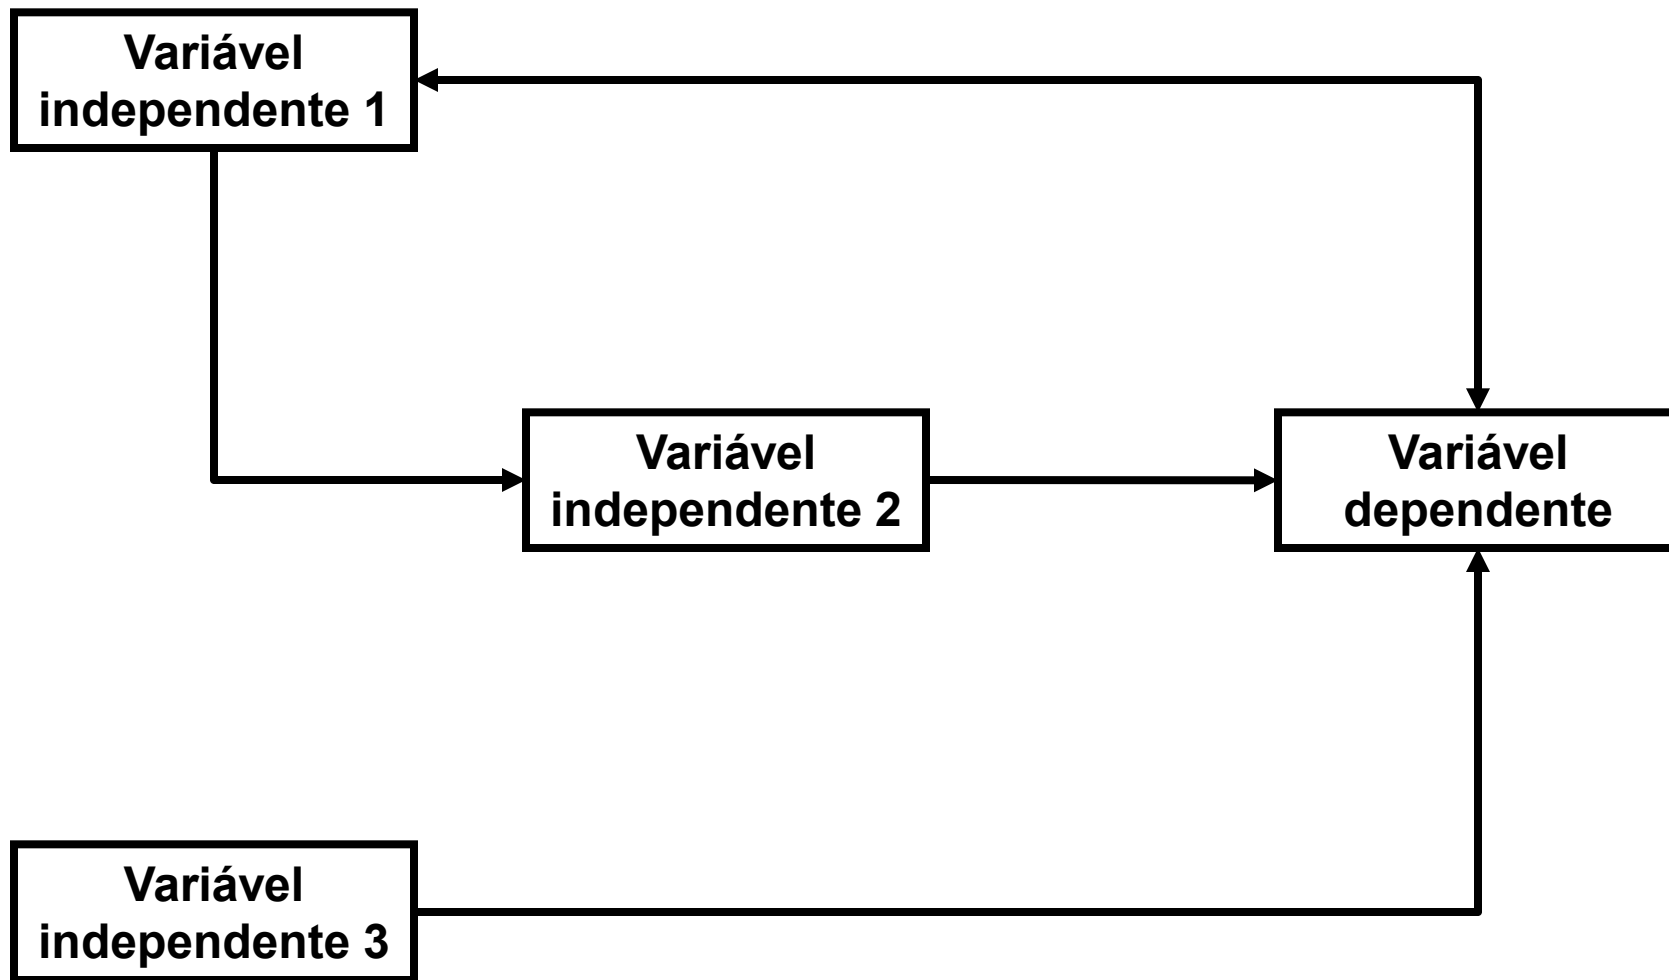 Variável
independente 1
Variável
independente 2
Variável
dependente
Variável
independente 3